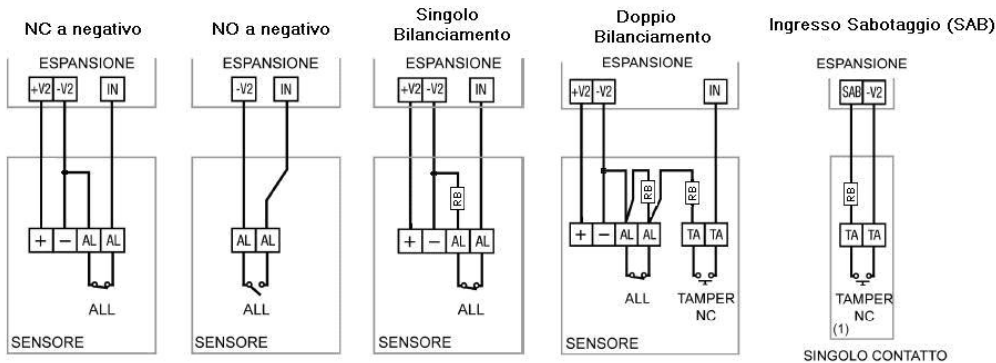 NC a negativo
ESPANSIONE
+V2 -V2 IN
+ − AL AL
ALL
SENSORE
NO a negativo
ESPANSIONE
-V2 IN
AL AL
ALL
SENSORE
Singolo
Bilanciamento
ESPANSIONE
+V2 -V2 IN
RB
+ − AL AL
ALL
SENSORE
Doppio
Bilanciamento
ESPANSIONE
+V2 -V2 IN
RB RB
+ − AL AL TA TA
ALL TAMPER
NC
SENSORE
Ingresso Sabotaggio (SAB)
ESPANSIONE
SAB -V2
RB
TA TA
TAMPER
NC
(1)
SINGOLO CONTATTO